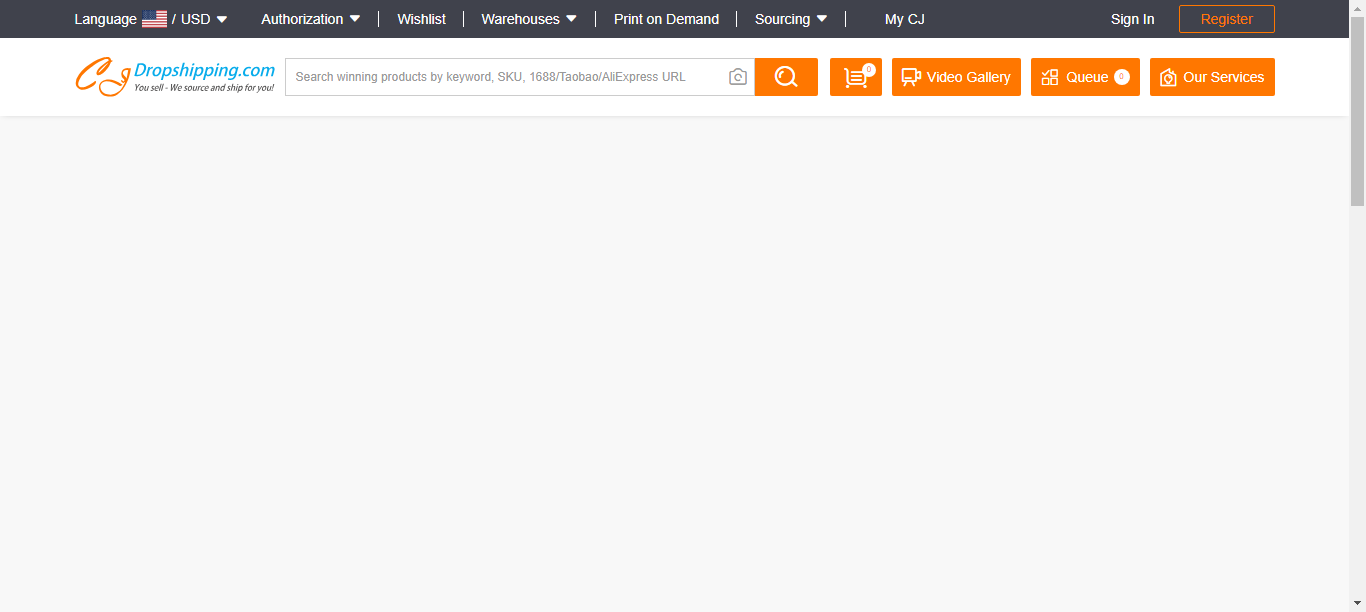 Language / USD Authorization Wishlist Warehouses Print on Demand Sourcing My CJ Sign In Register
CJ Dropshipping.com
You sell - We source and ship for you!
Search winning products by keyword, SKU, 1688/Taobao/AliExpress URL
0
Video Gallery
Queue 0
Our Services